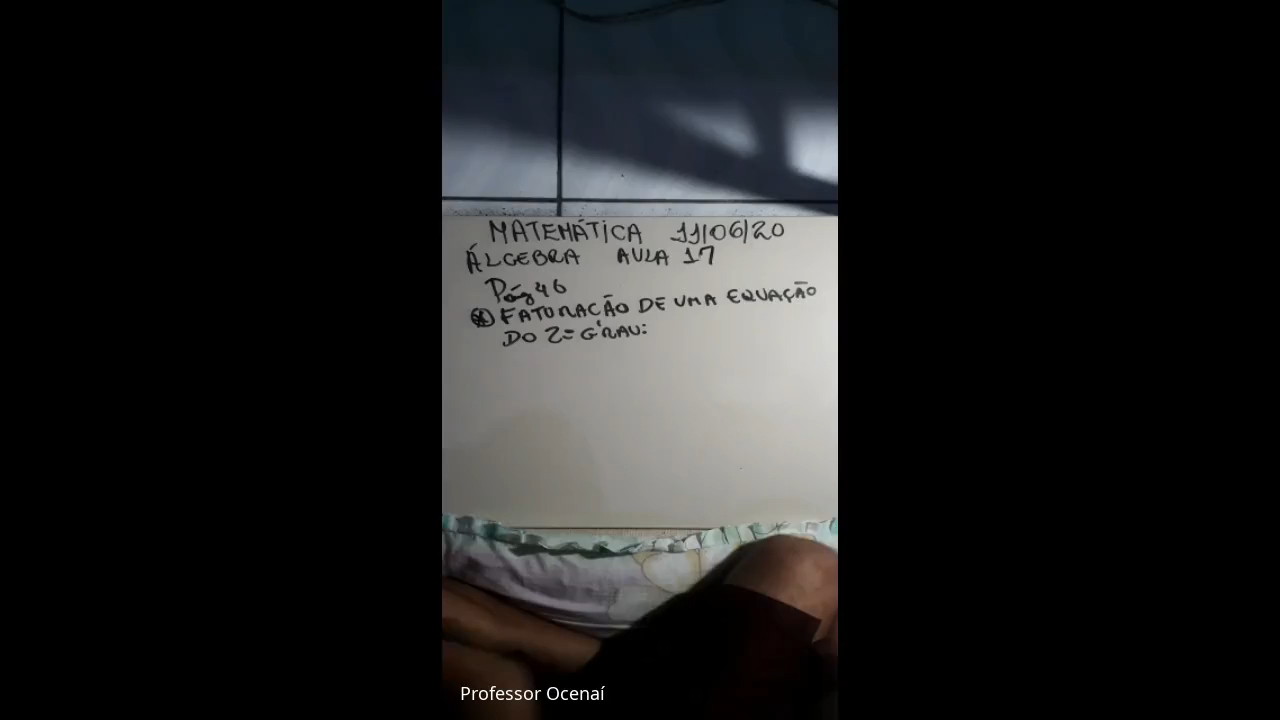 MATEMÁTICA 11/06/20
ÁLGEBRA AULA 17
Pág 46
* FATORAÇÃO DE UMA EQUAÇÃO
DO 2º GRAU:
Professor Ocenaí